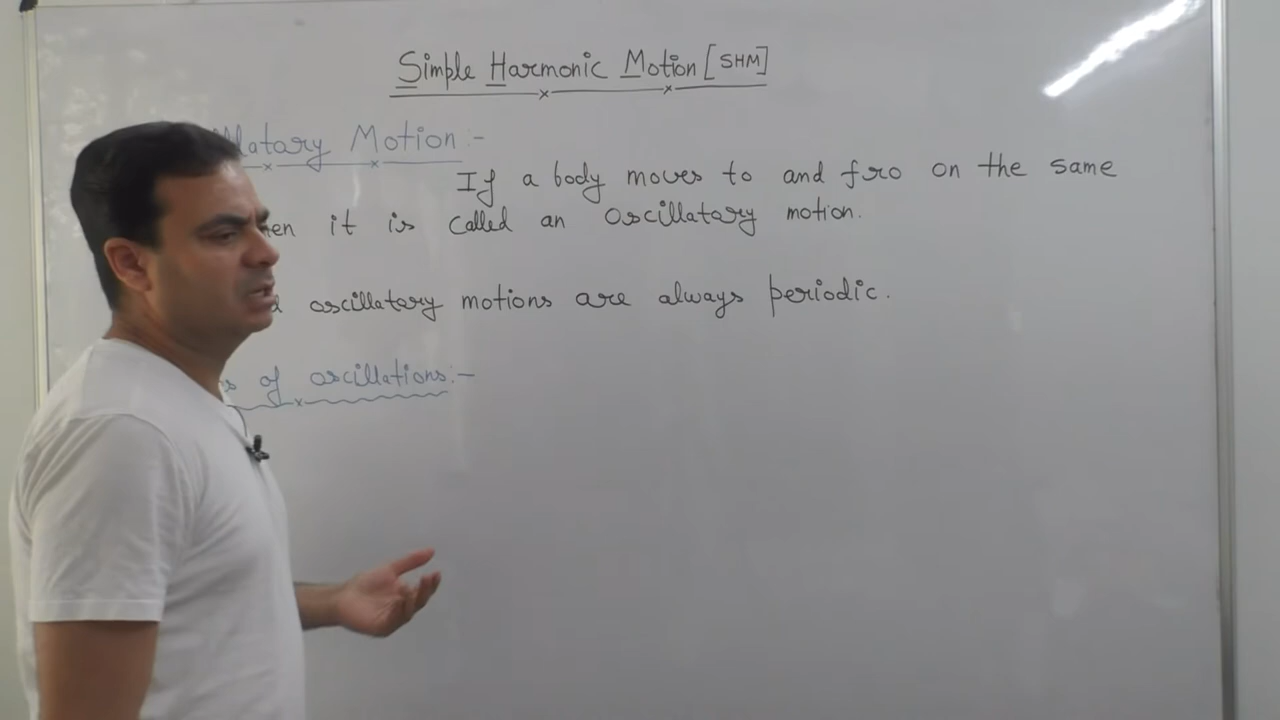 Simple Harmonic Motion [SHM]
Motion :-
If a body moves to and fro on the same
it is called an Oscillatary motion.
oscillatory motions are always periodic.
of oscillations :-